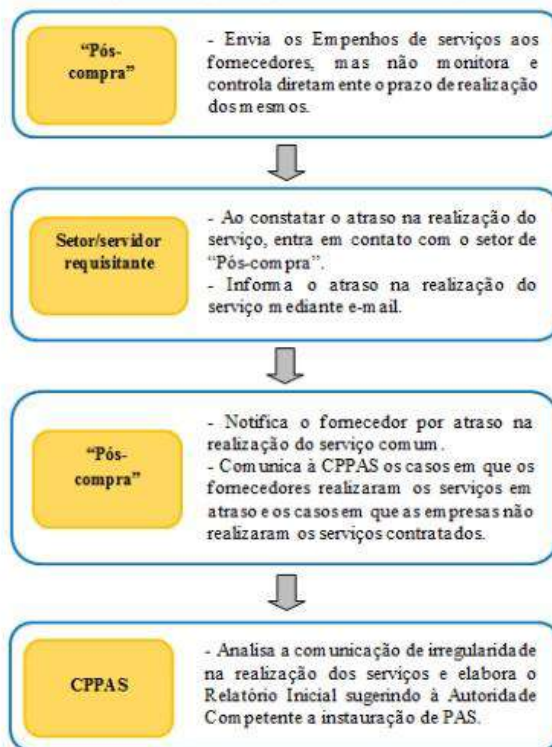 “Pós-
compra”
- Envia os Empenhos de serviços aos
fornecedores, mas não monitora e
controla diretamente o prazo de realização
dos mesmos.
Setor/servidor
requisitante
- Ao constatar o atraso na realização do
serviço, entra em contato com o setor de
“Pós-compra”.
- Informa o atraso na realização do
serviço mediante e-mail.
“Pós-
compra”
- Notifica o fornecedor por atraso na
realização do serviço comum.
- Comunica à CPPAS os casos em que os
fornecedores realizaram os serviços em
atraso e os casos em que as empresas não
realizaram os serviços contratados.
CPPAS
- Analisa a comunicação de irregularidade
na realização dos serviços e elabora o
Relatório Inicial sugerindo à Autoridade
Competente a instauração de PAS.